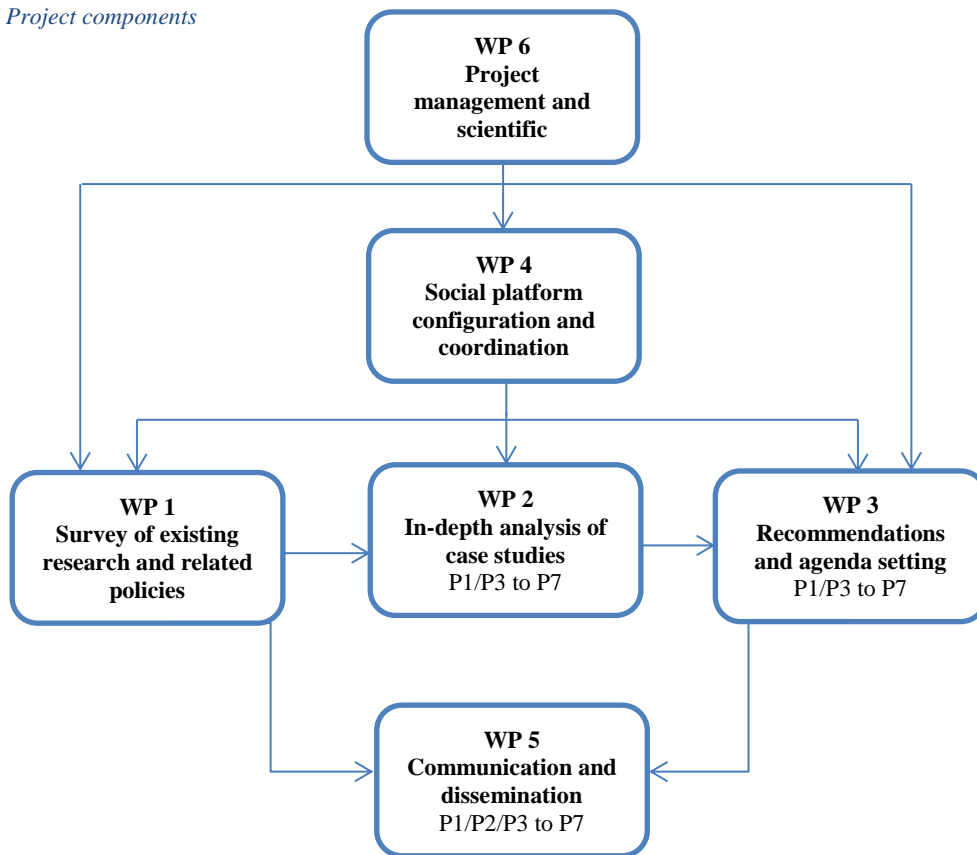 Project components
WP 6
Project
management and
scientific
WP 4
Social platform
configuration and
coordination
WP 1
Survey of existing
research and related
policies
WP 2
In-depth analysis of
case studies
P1/P3 to P7
WP 3
Recommendations
and agenda setting
P1/P3 to P7
WP 5
Communication and
dissemination
P1/P2/P3 to P7